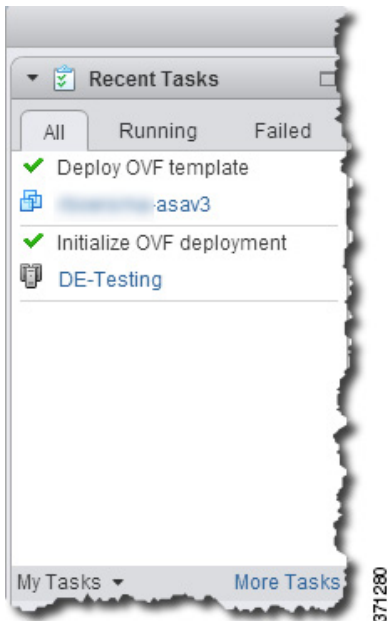 Recent Tasks
All Running Failed
Deploy OVF template
-asav3
Initialize OVF deployment
DE-Testing
My Tasks More Tasks
371280